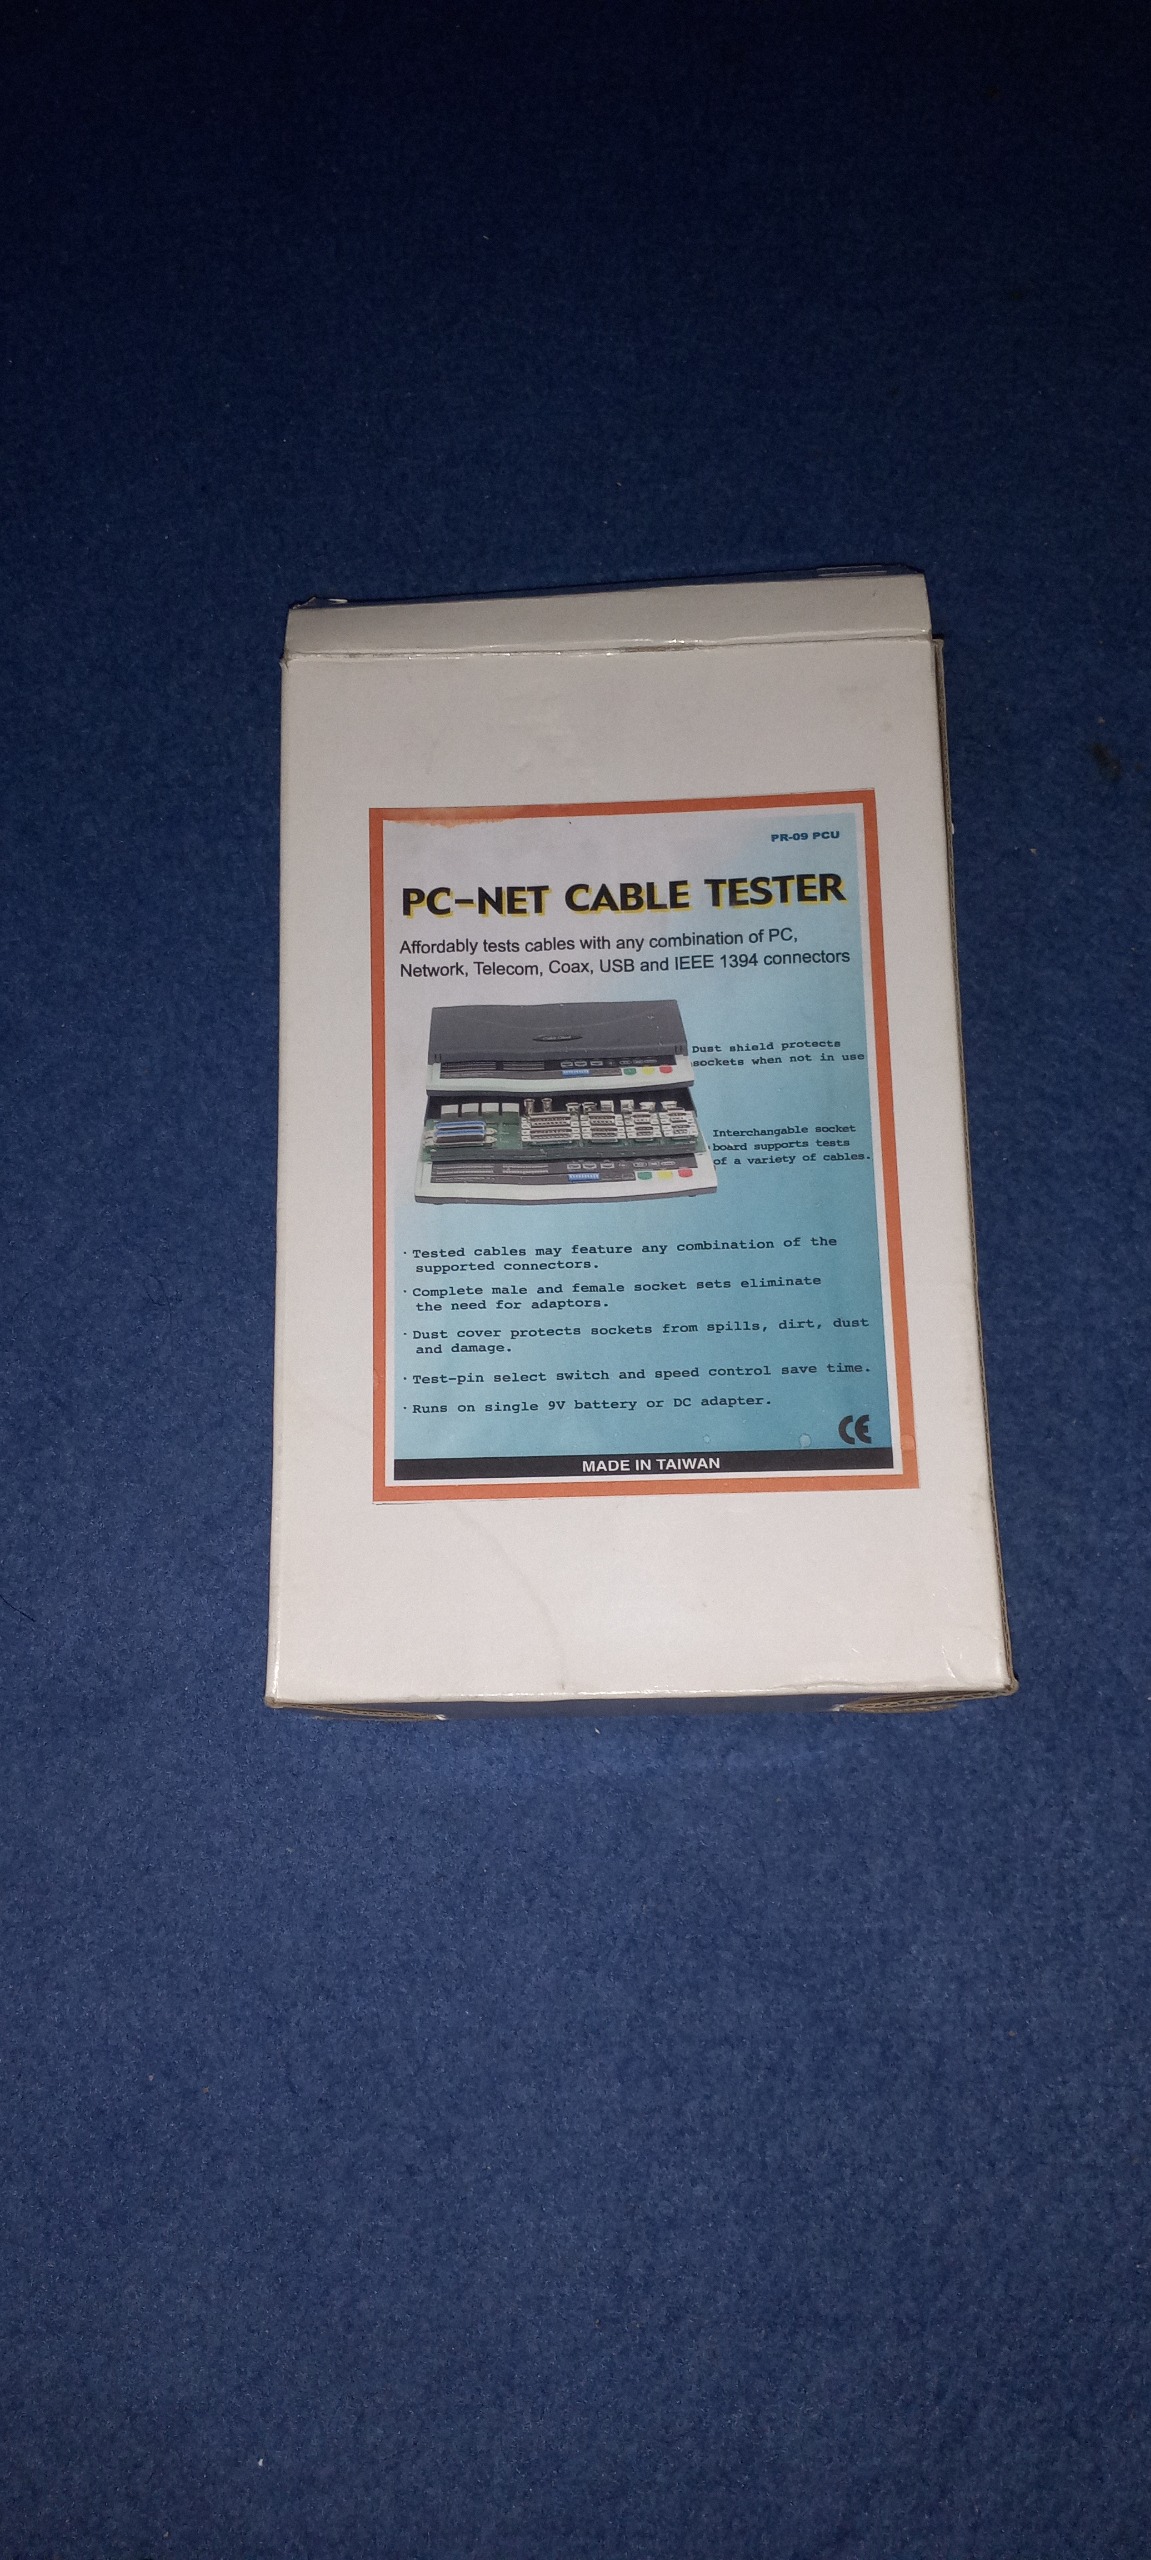 PR-09 PCU
PC-NET CABLE TESTER
Affordably tests cables with any combination of PC,
Network, Telecom, Coax, USB and IEEE 1394 connectors
Dust shield protects
sockets when not in use
Interchangable socket
board supports tests
of a variety of cables.
· Tested cables may feature any combination of the
supported connectors.
· Complete male and female socket sets eliminate
the need for adaptors.
· Dust cover protects sockets from spills, dirt, dust
and damage.
· Test-pin select switch and speed control save time.
· Runs on single 9V battery or DC adapter.
CE
MADE IN TAIWAN